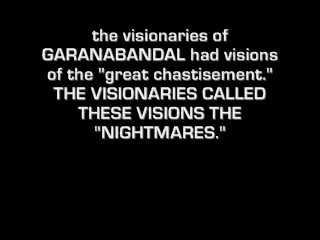 the visionaries of
GARANABANDAL had visions
of the "great chastisement."
THE VISIONARIES CALLED
THESE VISIONS THE
"NIGHTMARES."